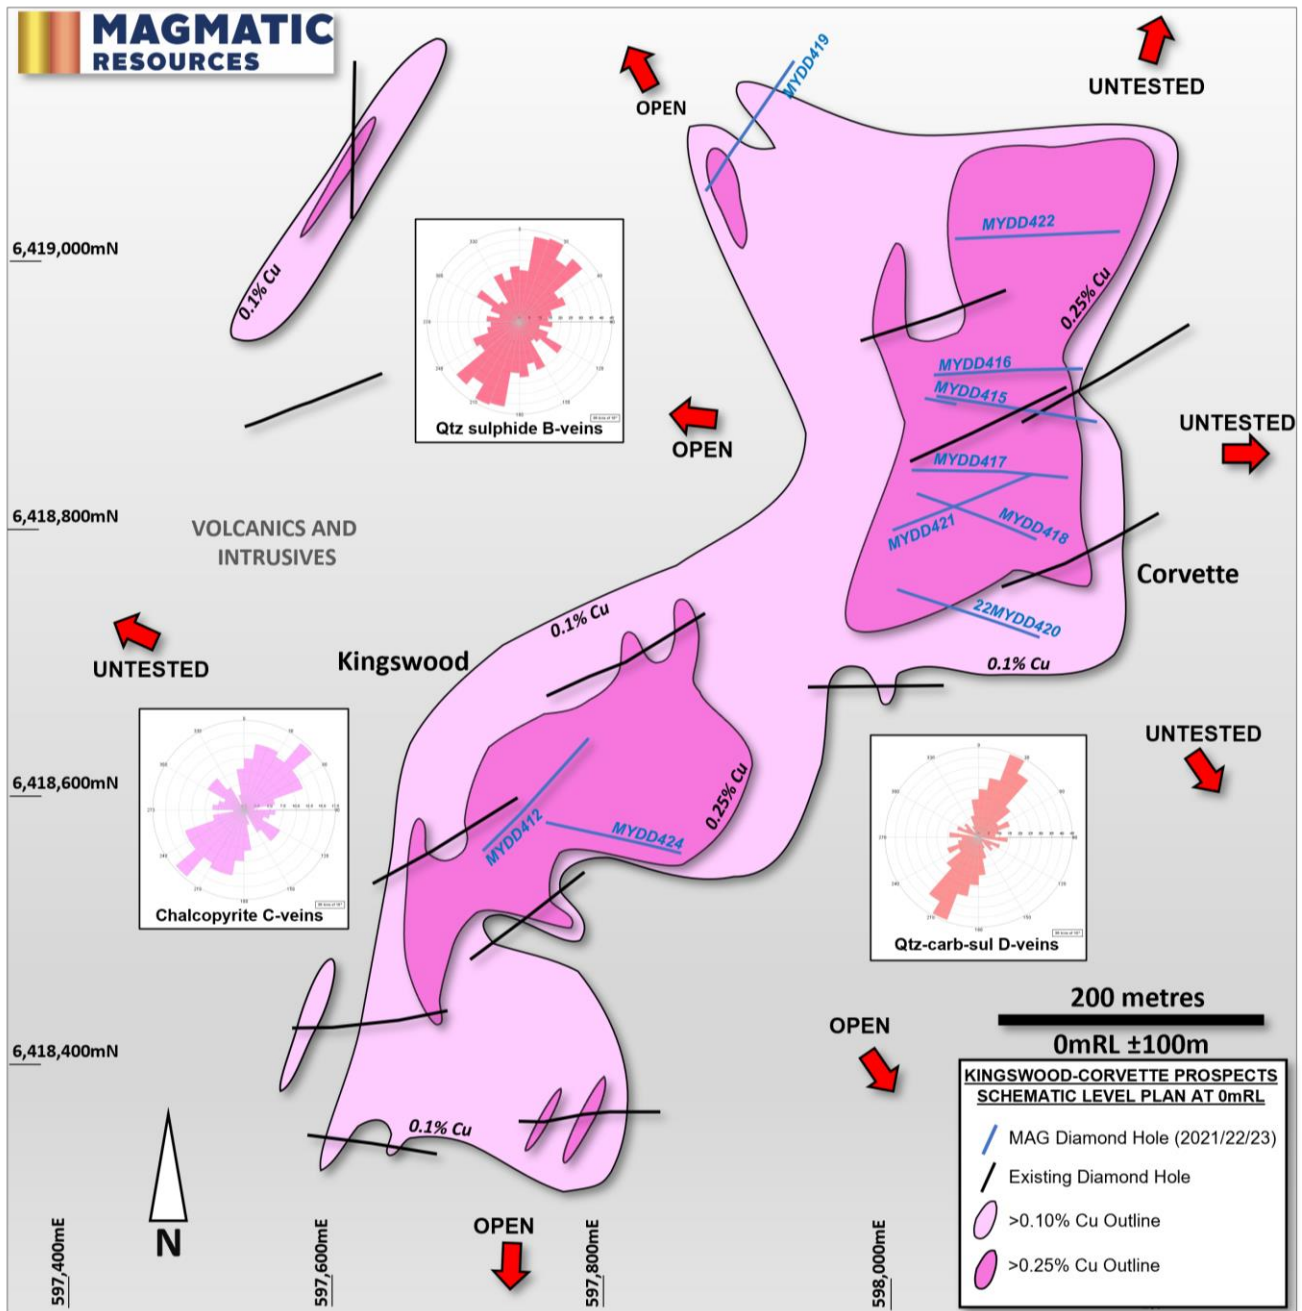 MAGMATIC
RESOURCES
MYDD419
OPEN
UNTESTED
0.1% Cu
6,419,000mN
MYDD422
0.25% Cu
Qtz sulphide B-veins
MYDD416
MYDD415
OPEN
UNTESTED
MYDD417
6,418,800mN
VOLCANICS AND
INTRUSIVES
MYDD421
MYDD418
Corvette
22MYDD420
0.1% Cu
0.1% Cu
Kingswood
UNTESTED
UNTESTED
6,418,600mN
0.25% Cu
MYDD412
MYDD424
Chalcopyrite C-veins
Qtz-carb-sul D-veins
200 metres
0mRL ±100m
OPEN
6,418,400mN
0.1% Cu
KINGSWOOD-CORVETTE PROSPECTS
SCHEMATIC LEVEL PLAN AT 0mRL
MAG Diamond Hole (2021/22/23)
Existing Diamond Hole
>0.10% Cu Outline
>0.25% Cu Outline
N
OPEN
597,400mE
597,600mE
597,800mE
598,000mE